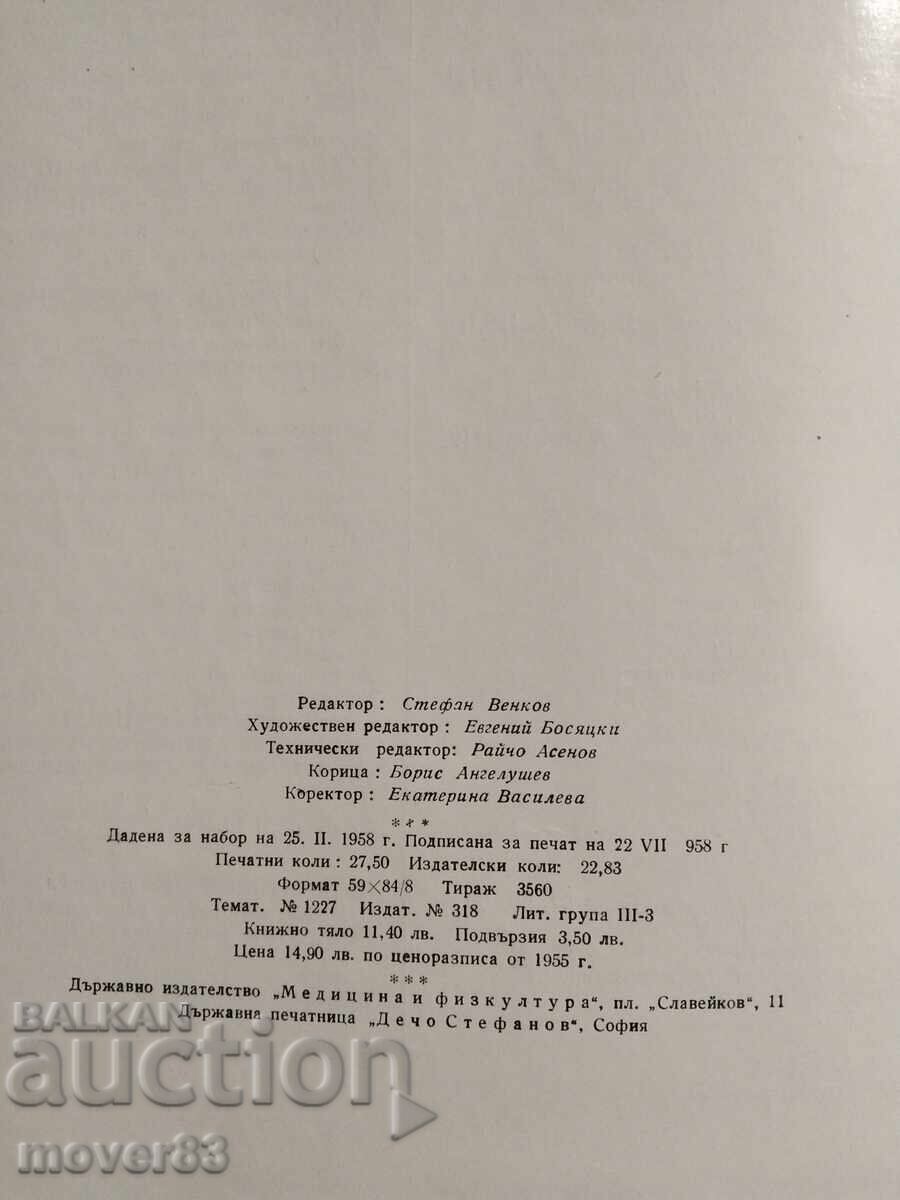 Редактор : Стефан Венков
Художествен редактор : Евгений Босяцки
Технически редактор: Райчо Асенов
Корица : Борис Ангелушев
Коректор : Екатерина Василева
* * *
Дадена за набор на 25. II. 1958 г. Подписана за печат на 22 VII 958 г
Печатни коли : 27,50 Издателски коли: 22,83
Формат 59×84/8 Тираж 3560
Темат. № 1227 Издат. № 318 Лит. група III-3
Книжно тяло 11,40 лв. Подвързия 3,50 лв.
Цена 14,90 лв. по ценоразписа от 1955 г.
* * *
Държавно издателство „Медицина и физкултура“, пл. „Славейков“, 11
Държавна печатница „Дечо Стефанов“, София
BALKAN
auction
mover83